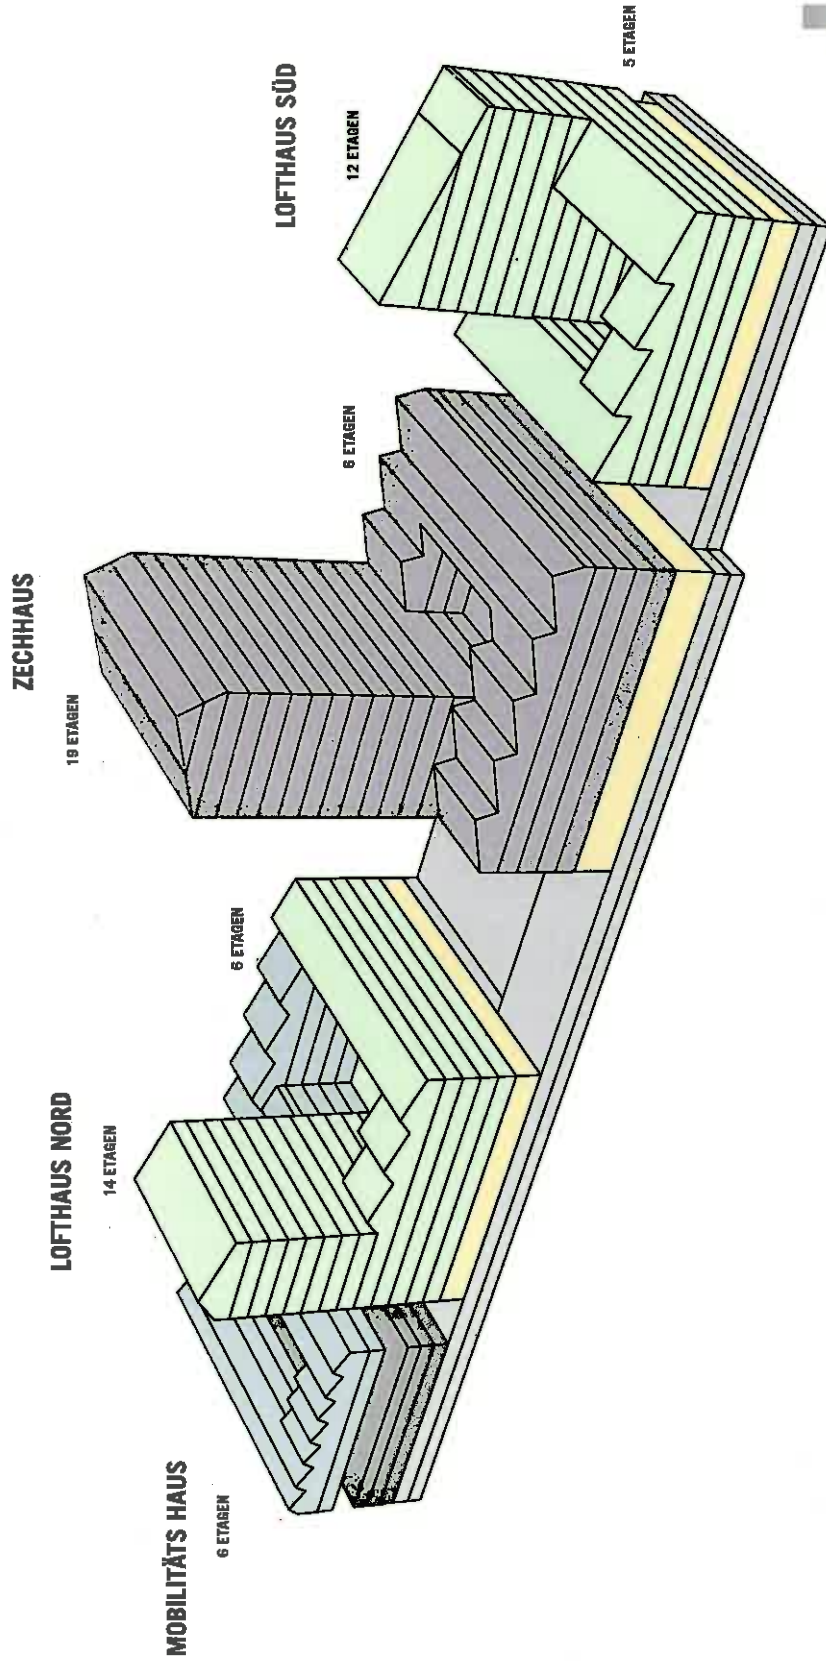 MOBILITÄTS HAUS
6 ETAGEN
LOFTHAUS NORD
14 ETAGEN
6 ETAGEN
ZECHHAUS
19 ETAGEN
6 ETAGEN
LOFTHAUS SÜD
12 ETAGEN
5 ETAGEN